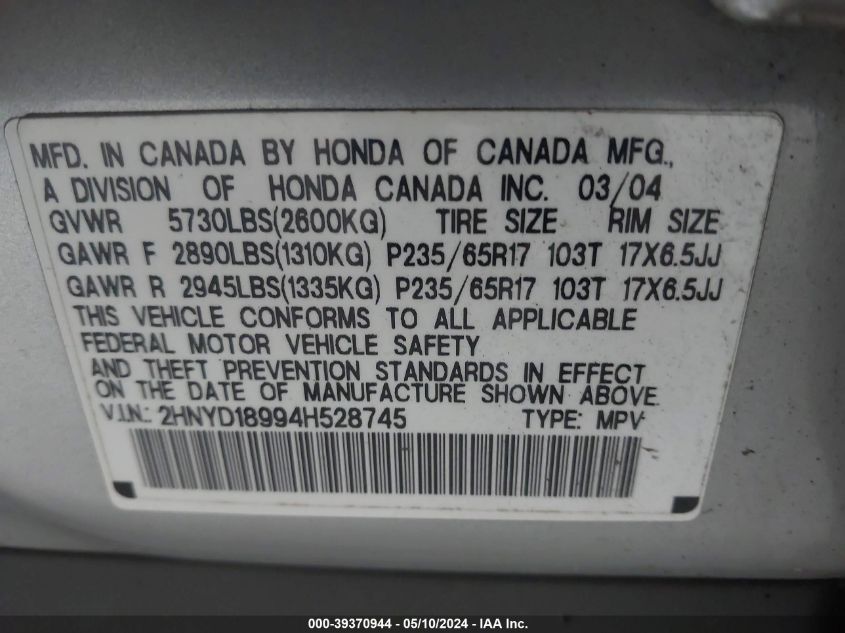 MFD. IN CANADA BY HONDA OF CANADA MFG.,
A DIVISION OF HONDA CANADA INC. 03/04
GVWR 5730LBS(2600KG) TIRE SIZE RIM SIZE
GAWR F 2890LBS(1310KG) P235/65R17 103T 17X6.5JJ
GAWR R 2945LBS(1335KG) P235/65R17 103T 17X6.5JJ
THIS VEHICLE CONFORMS TO ALL APPLICABLE
FEDERAL MOTOR VEHICLE SAFETY
AND THEFT PREVENTION STANDARDS IN EFFECT
ON THE DATE OF MANUFACTURE SHOWN ABOVE.
V.I.N.: 2HNYD18994H528745 TYPE: MPV
000-39370944 — 05/10/2024 — IAA Inc.